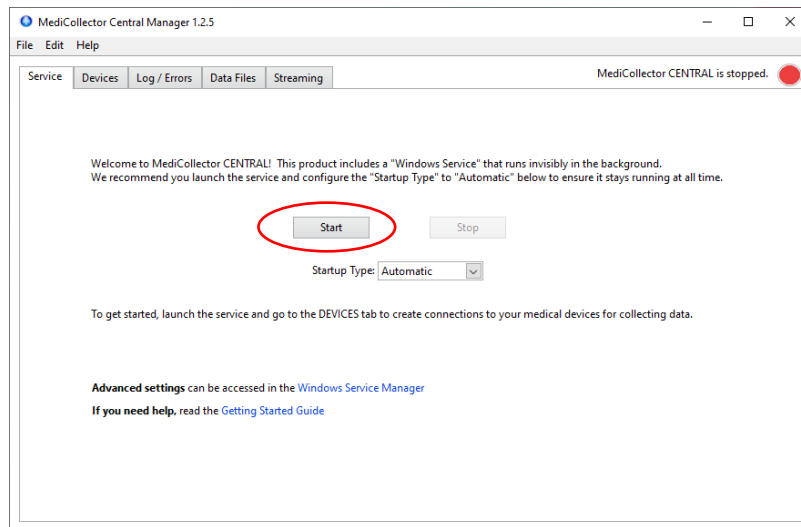 MediCollector Central Manager 1.2.5
File Edit Help
Service Devices Log / Errors Data Files Streaming MediCollector CENTRAL is stopped.
Welcome to MediCollector CENTRAL! This product includes a "Windows Service" that runs invisibly in the background.
We recommend you launch the service and configure the "Startup Type" to "Automatic" below to ensure it stays running at all time.
Start Stop
Startup Type: Automatic
To get started, launch the service and go to the DEVICES tab to create connections to your medical devices for collecting data.
Advanced settings can be accessed in the Windows Service Manager
If you need help, read the Getting Started Guide